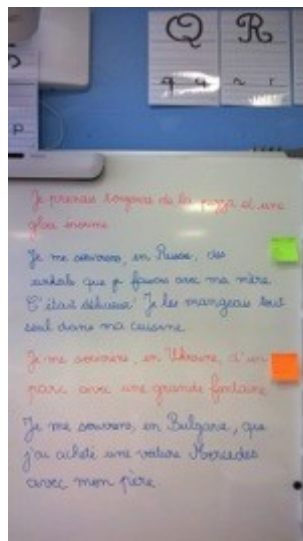 Q R
q r
P
Je prenais toujours de la pizza et une
glace énorme
Je me souviens, en Russie, des
que je faisais avec ma mère.
C'était délicieux! Je les mangeais tout
seul dans ma cuisine.
Je me souviens, en Ukraine, d'un
parc avec une grande fontaine
Je me souviens, en Bulgarie, que
j'ai acheté une voiture Mercedes
avec mon père.